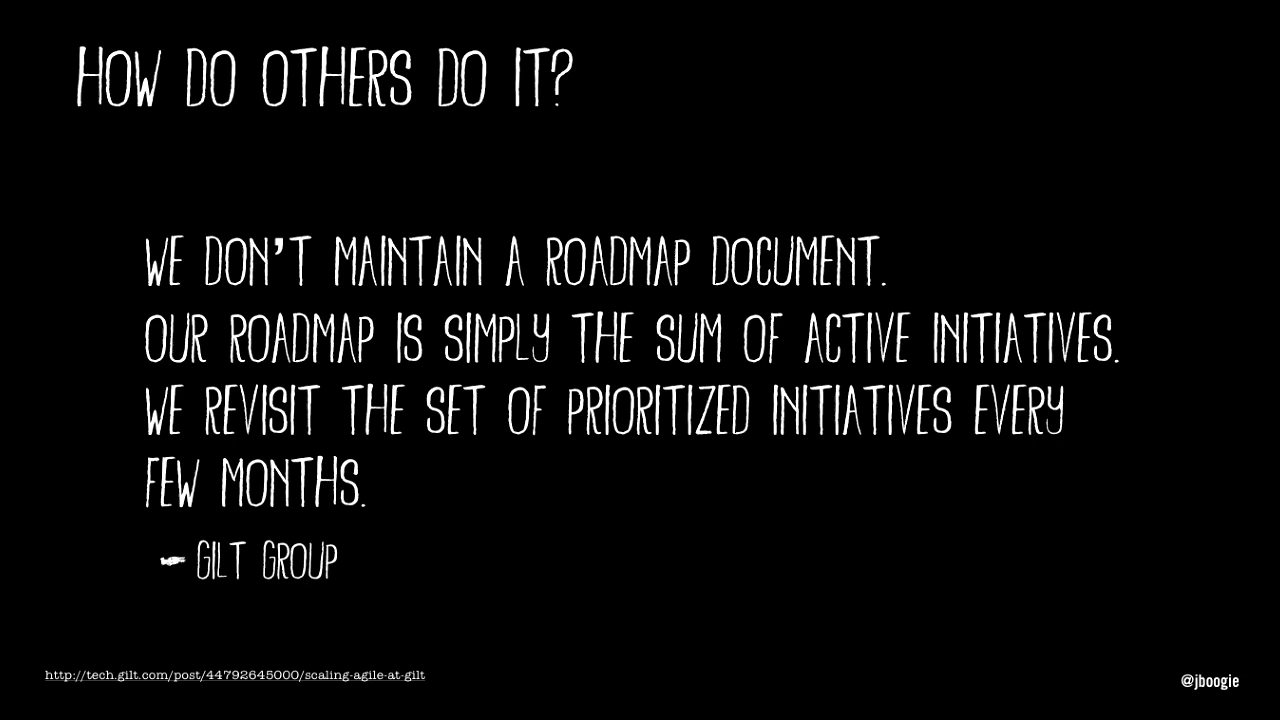 HOW DO OTHERS DO IT?
WE DON'T MAINTAIN A ROADMAP DOCUMENT.
OUR ROADMAP IS SIMPLY THE SUM OF ACTIVE INITIATIVES.
WE REVISIT THE SET OF PRIORITIZED INITIATIVES EVERY
FEW MONTHS.
- GILT GROUP
http://tech.gilt.com/post/44792645000/scaling-agile-at-gilt
@jboogie